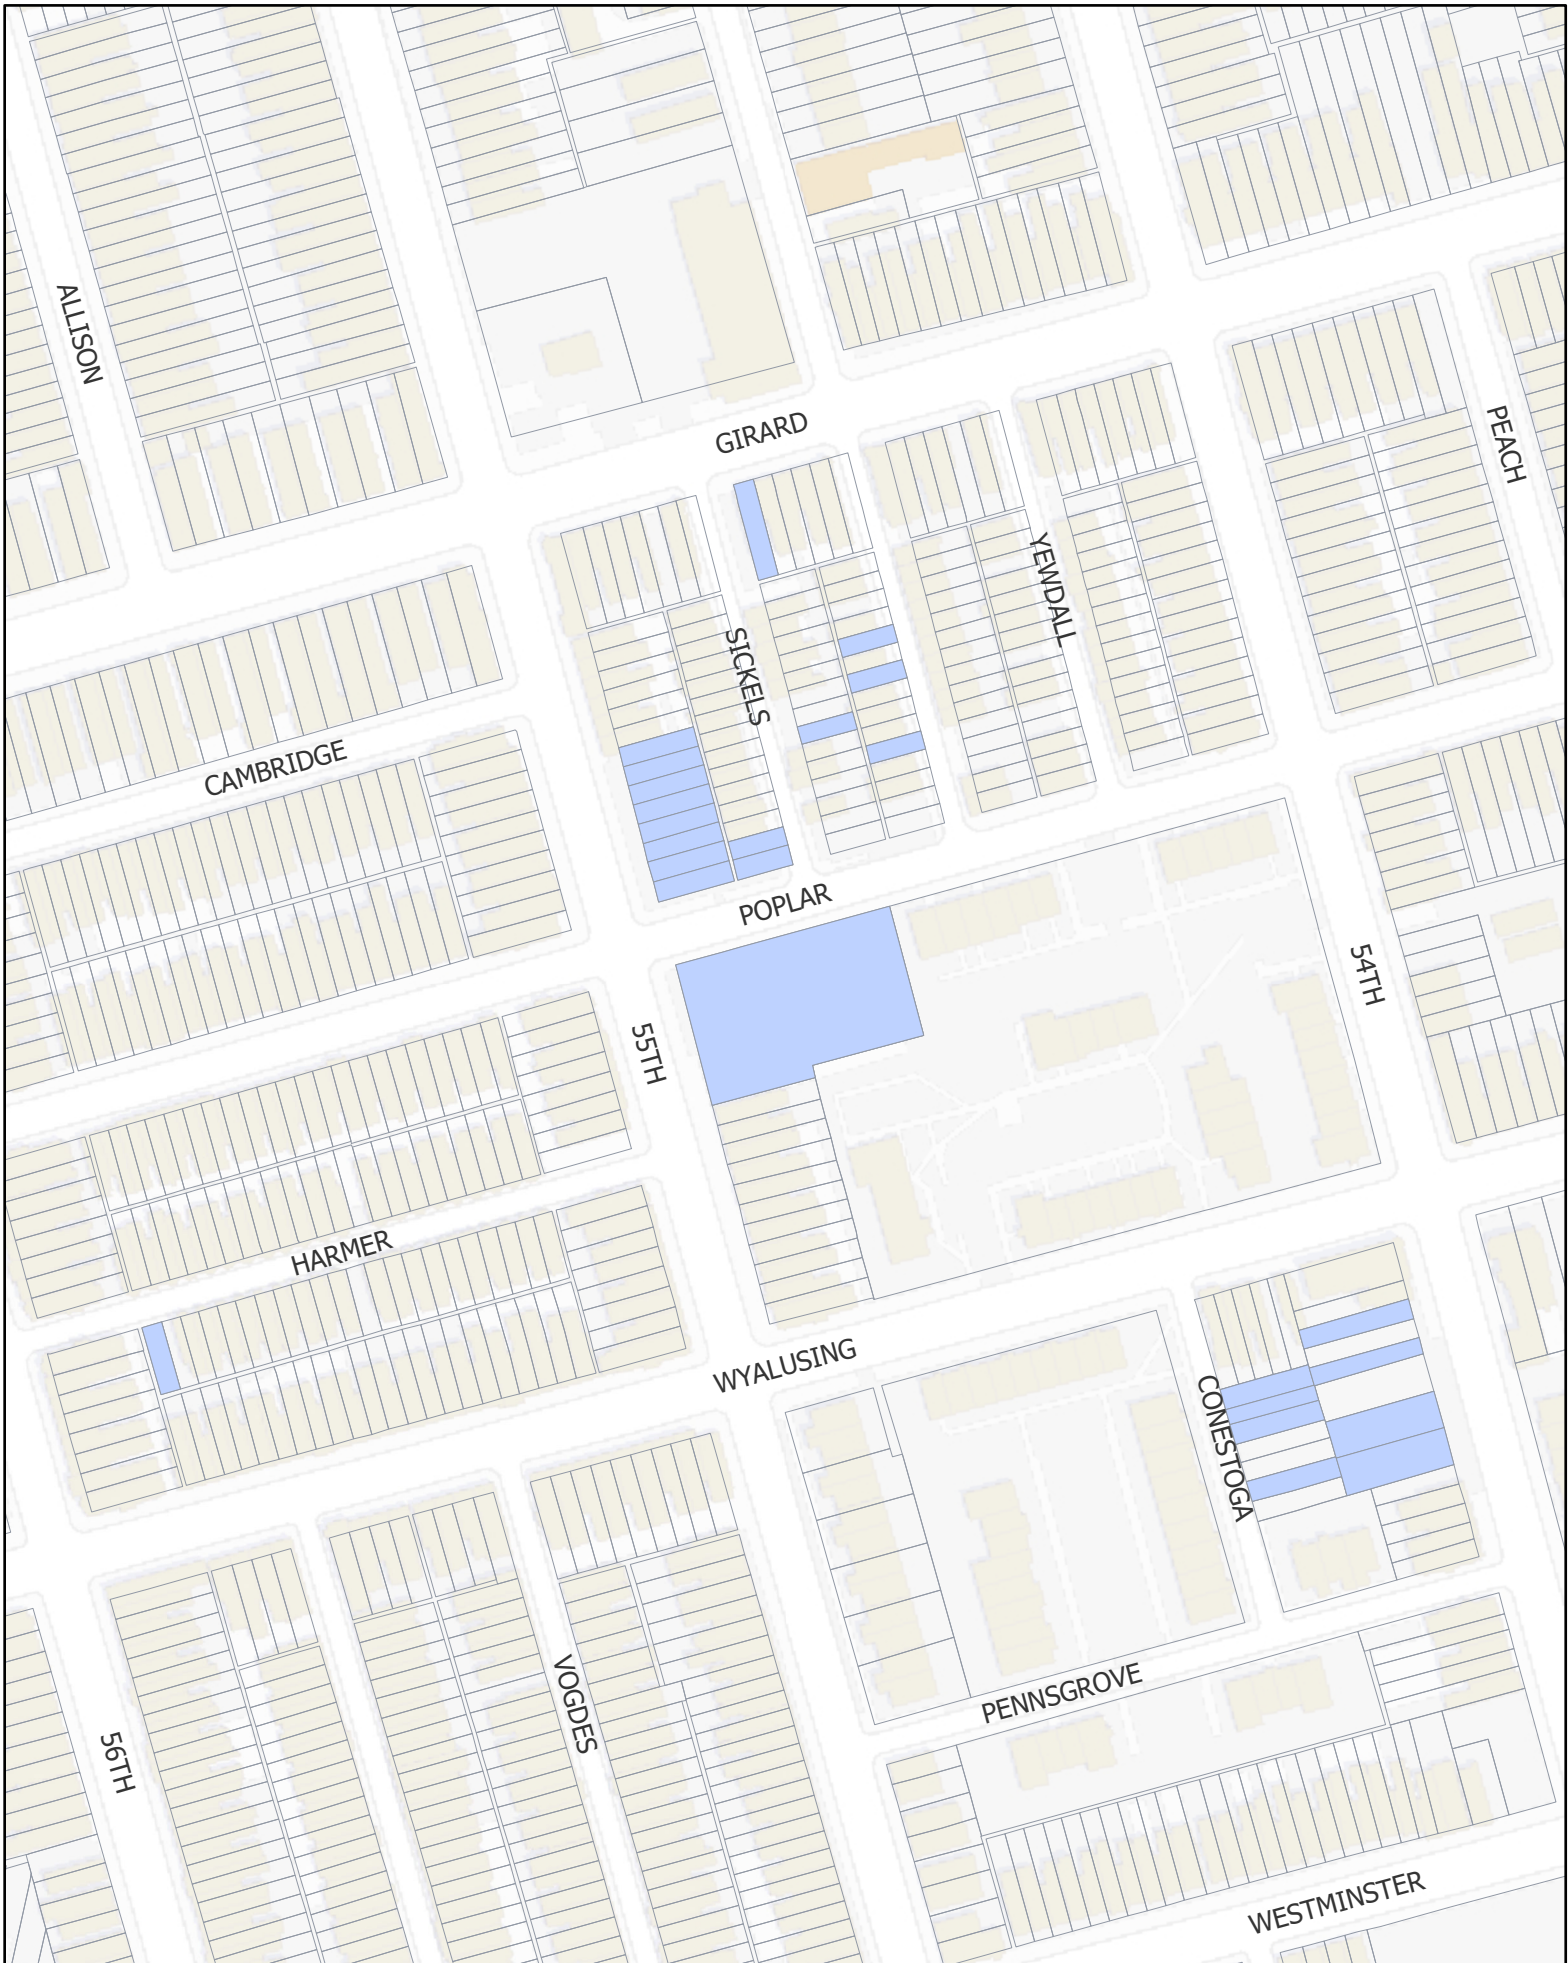 ALLISON
GIRARD
PEACH
YEWDALL
SICKELS
CAMBRIDGE
POPLAR
54TH
55TH
HARMER
WYALUSING
CONESTOGA
VOGDES
PENNSGROVE
56TH
WESTMINSTER